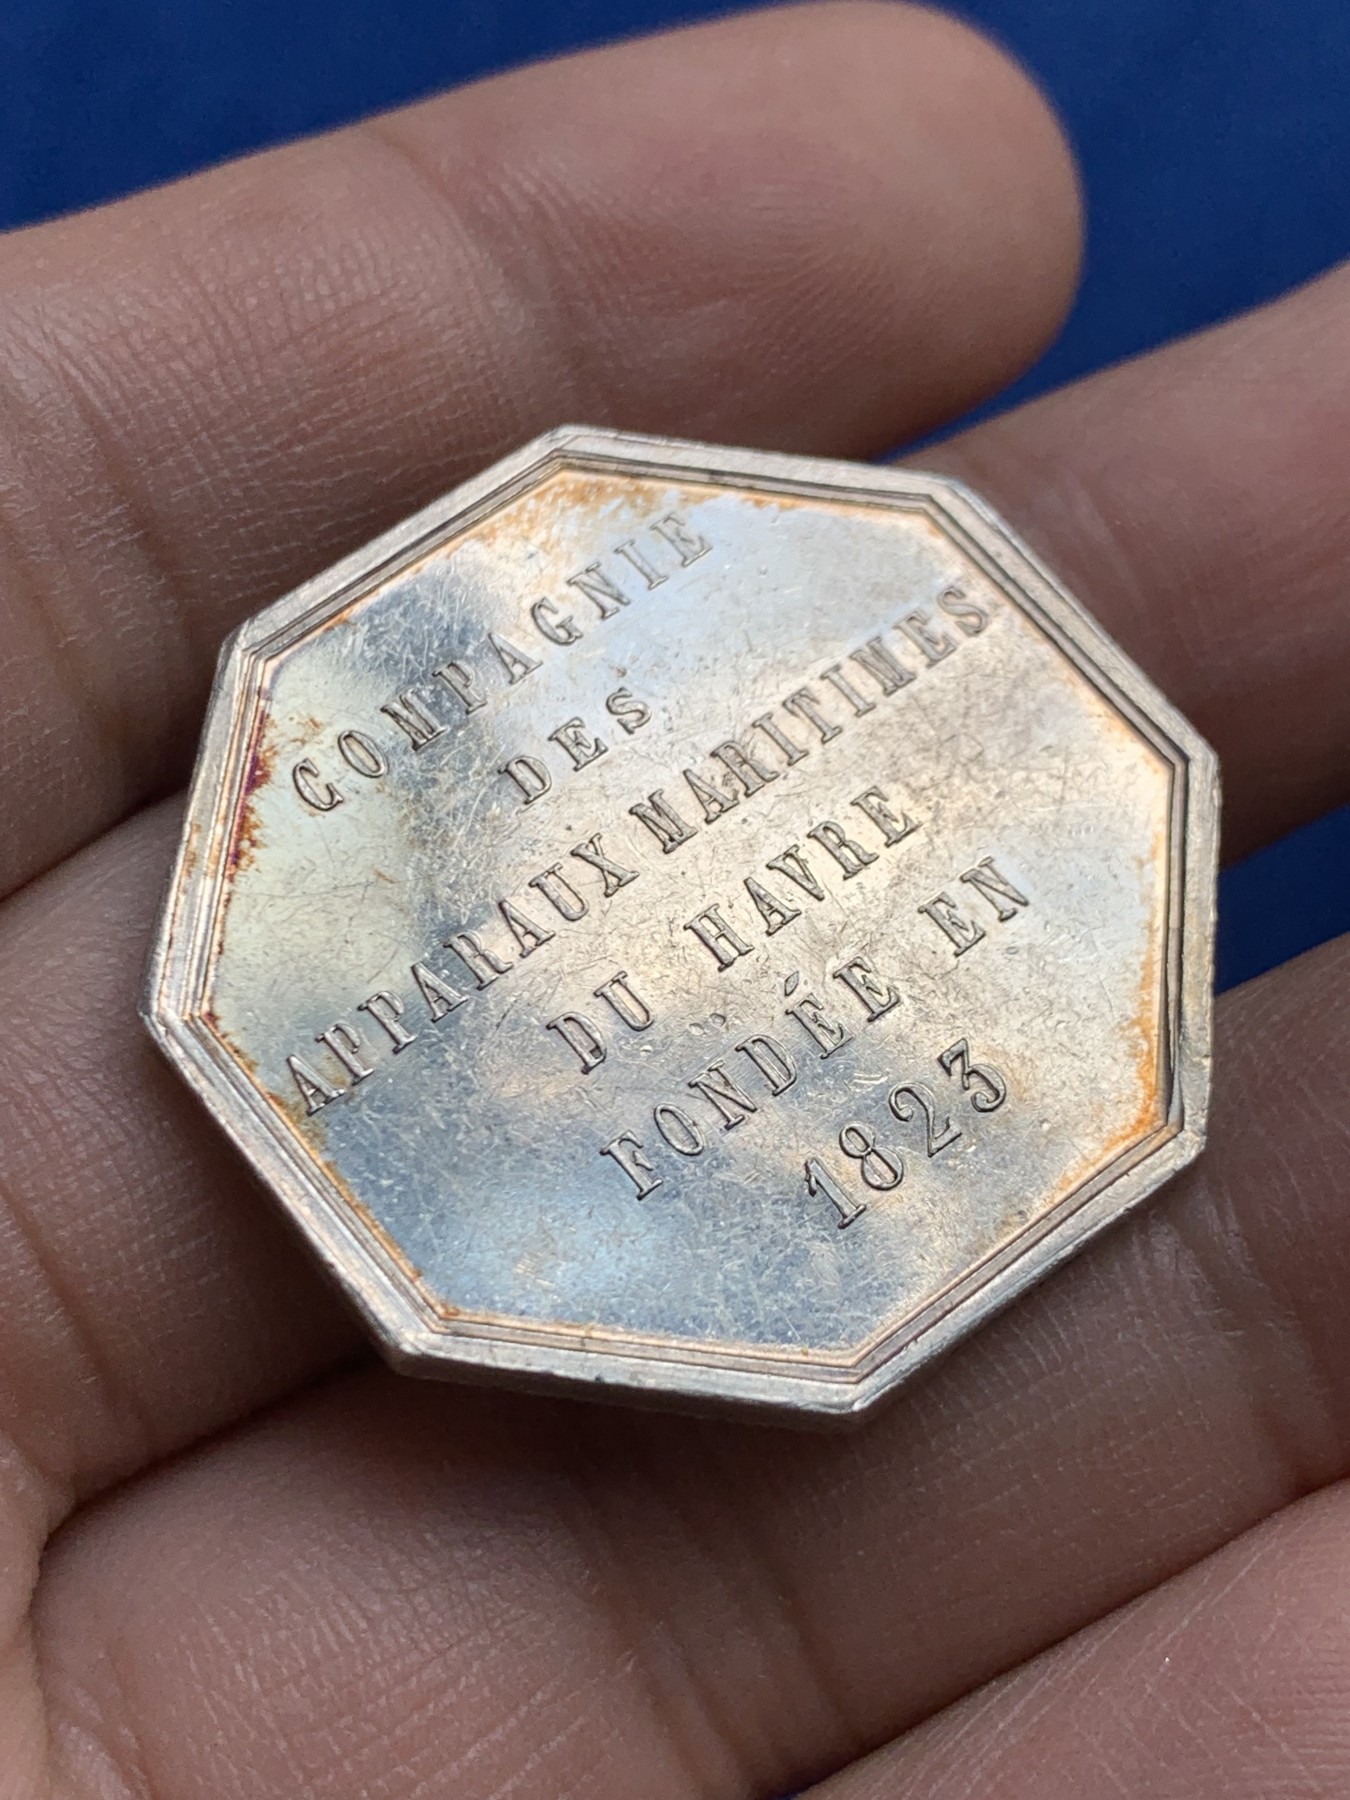 COMPAGNIE
DES
APPARAUX MARITIMES
DU HAVRE
FONDÉE EN
1823